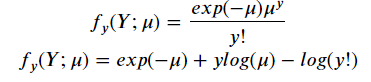 f_y(Y; μ) = exp(−μ)μ^y / y!
f_y(Y; μ) = exp(−μ) + ylog(μ) − log(y!)